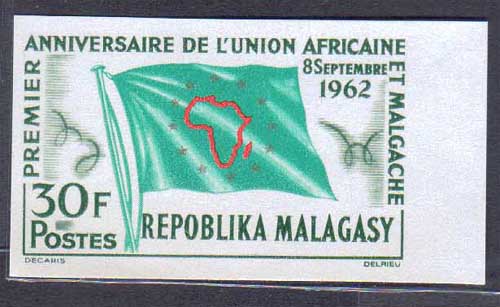 PREMIER
ANNIVERSAIRE DE L'UNION AFRICAINE
ET MALGACHE
8 SEPTEMBRE
1962
30F
POSTES
REPOBLIKA MALAGASY
DECARIS
DELRIEU